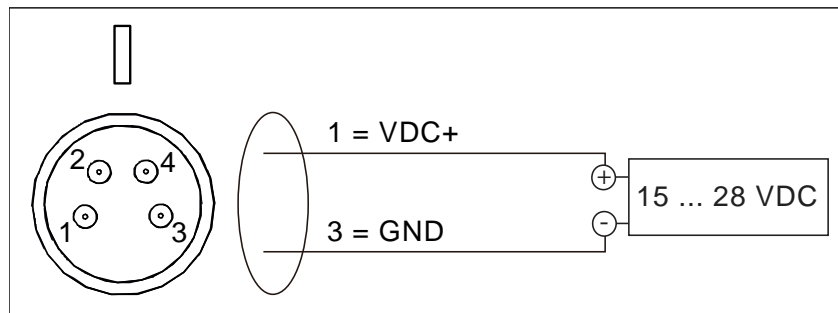 2 4
1 3
1 = VDC+
+
15 ... 28 VDC
-
3 = GND